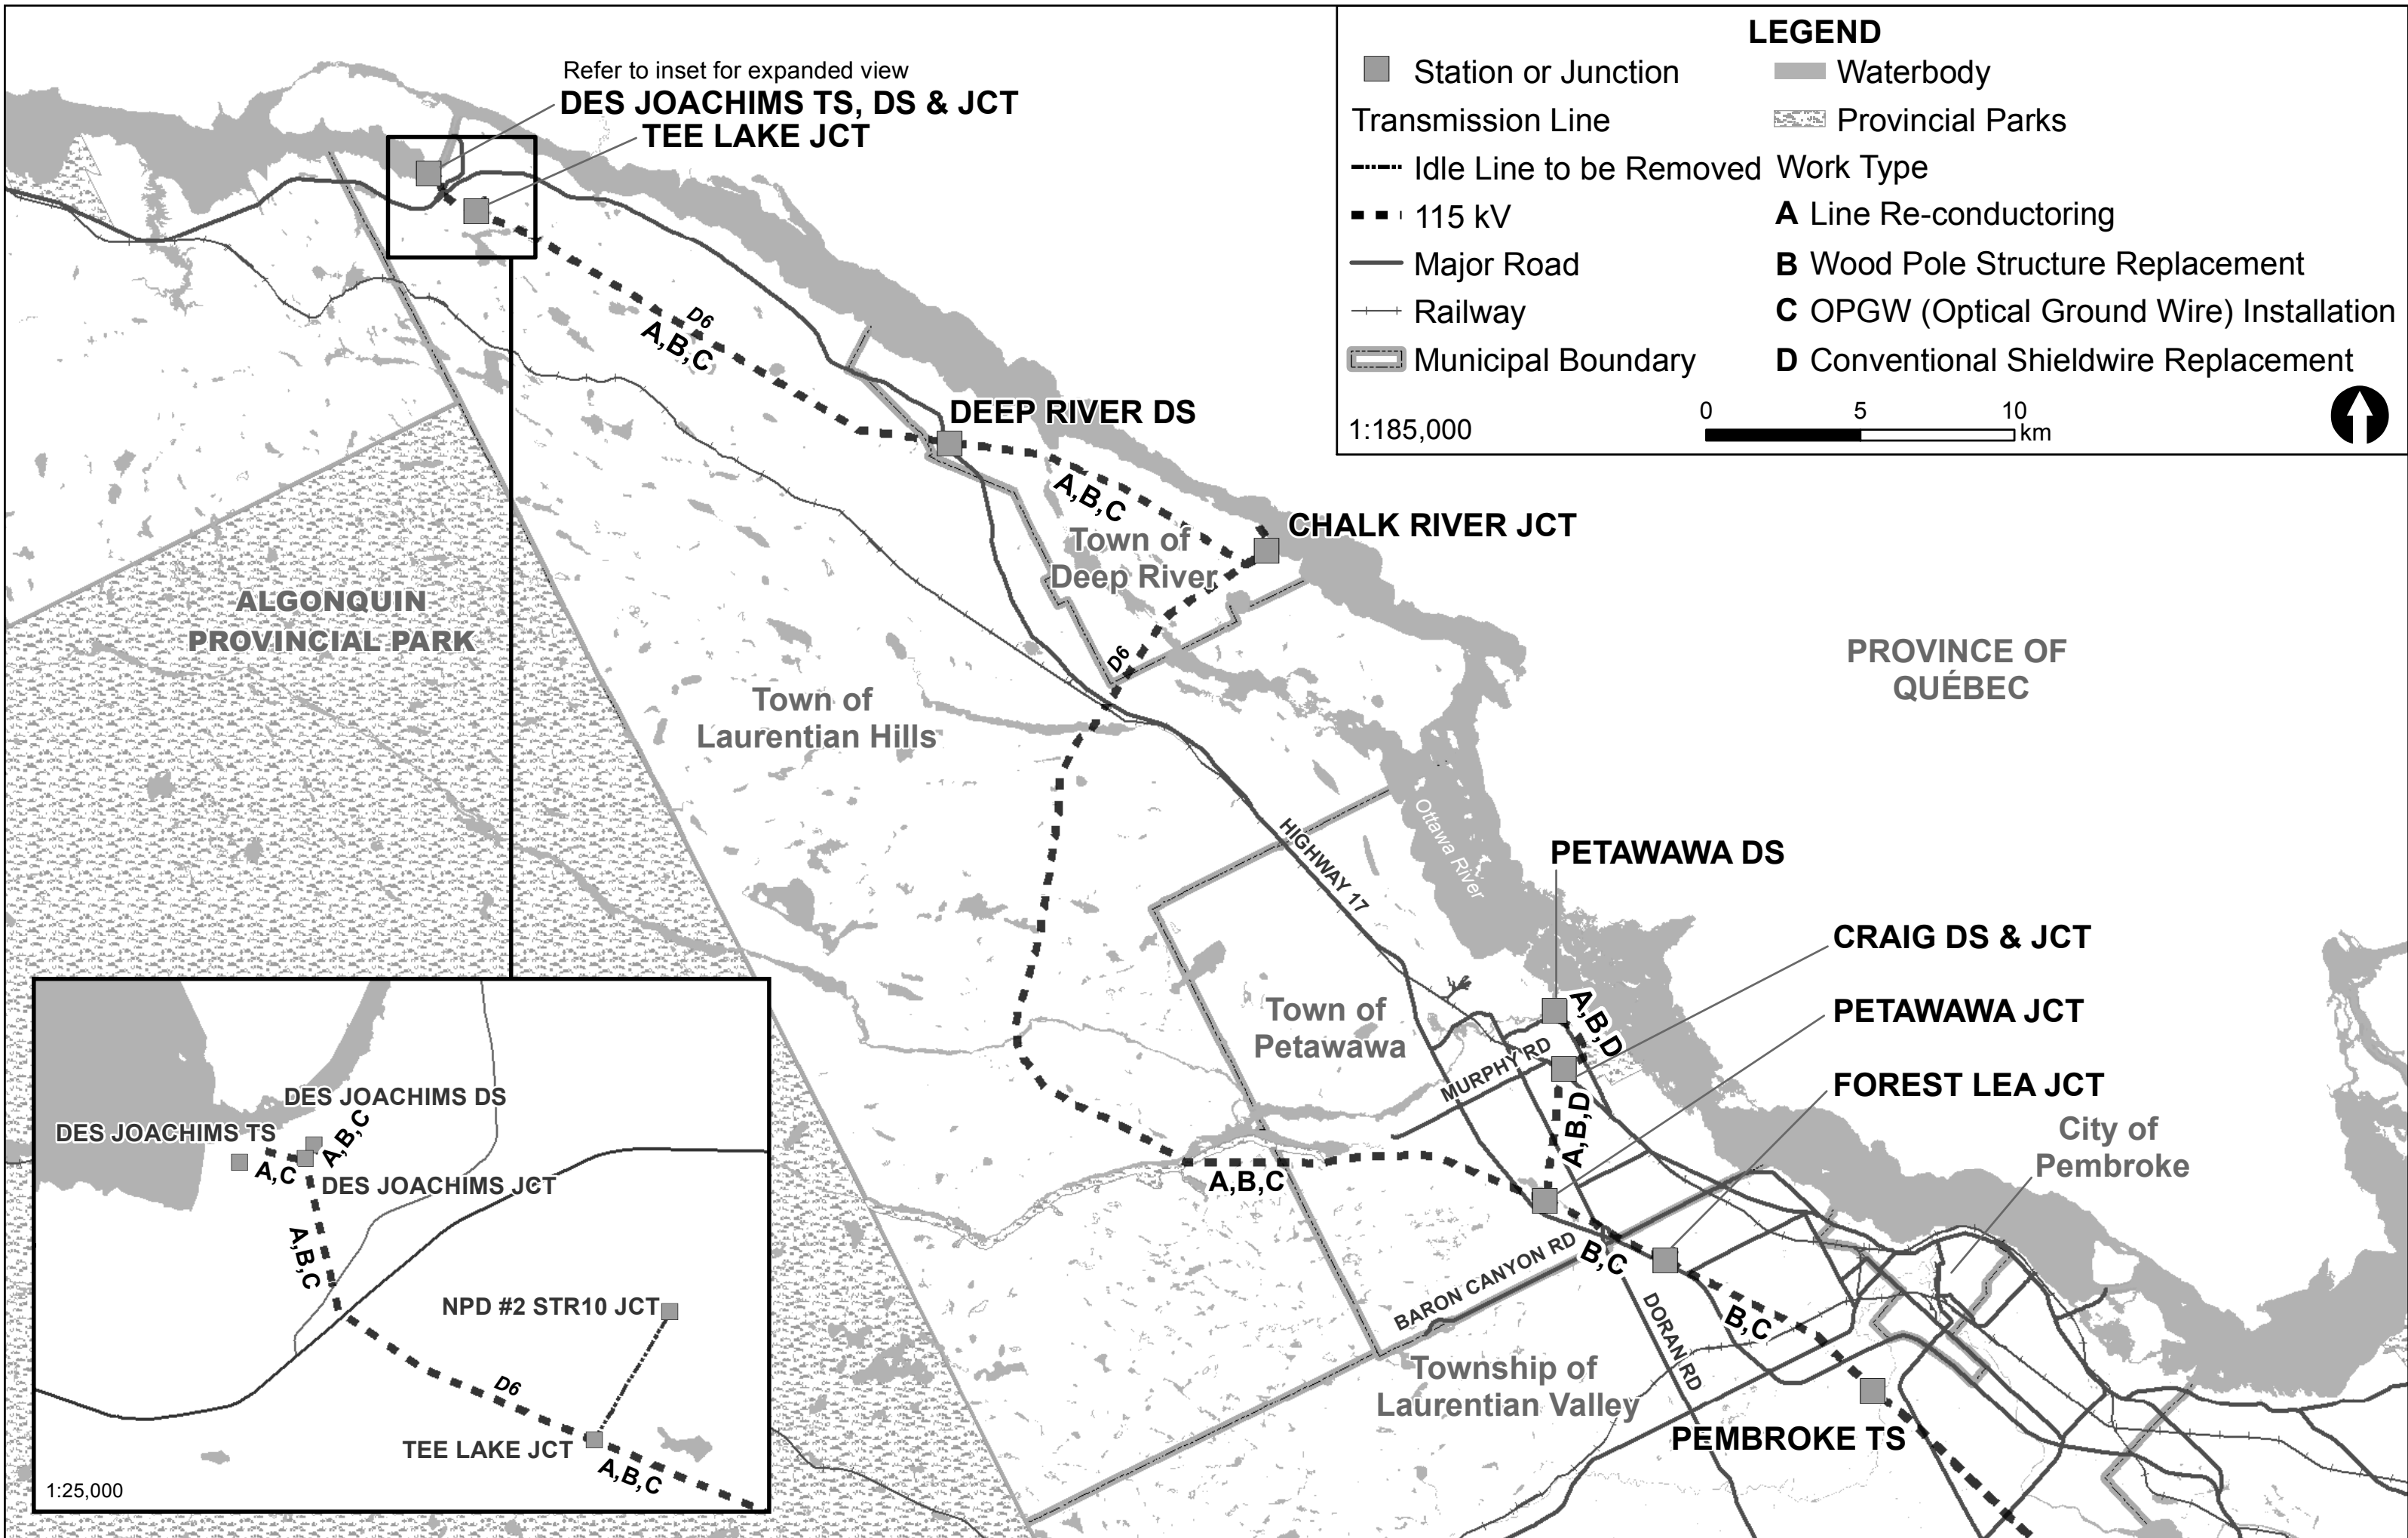 LEGEND
Station or Junction
Waterbody
Transmission Line
Provincial Parks
Idle Line to be Removed
Work Type
115 kV
A Line Re-conductoring
Major Road
B Wood Pole Structure Replacement
Railway
C OPGW (Optical Ground Wire) Installation
Municipal Boundary
D Conventional Shieldwire Replacement
1:185,000
0 5 10
km
Refer to inset for expanded view
DES JOACHIMS TS, DS & JCT
TEE LAKE JCT
D6
A,B,C
DEEP RIVER DS
A,B,C
CHALK RIVER JCT
Town of
Deep River
D6
ALGONQUIN
PROVINCIAL PARK
Town of
Laurentian Hills
PROVINCE OF
QUÉBEC
Ottawa River
HIGHWAY 17
PETAWAWA DS
CRAIG DS & JCT
PETAWAWA JCT
FOREST LEA JCT
Town of
Petawawa
A,B,D
MURPHY RD
A,B,D
City of
Pembroke
A,B,C
BARON CANYON RD
B,C
B,C
DORAN RD
Township of
Laurentian Valley
PEMBROKE TS
DES JOACHIMS DS
DES JOACHIMS TS
A,B,C
A,C
DES JOACHIMS JCT
A,B,C
NPD #2 STR10 JCT
D6
TEE LAKE JCT
A,B,C
1:25,000